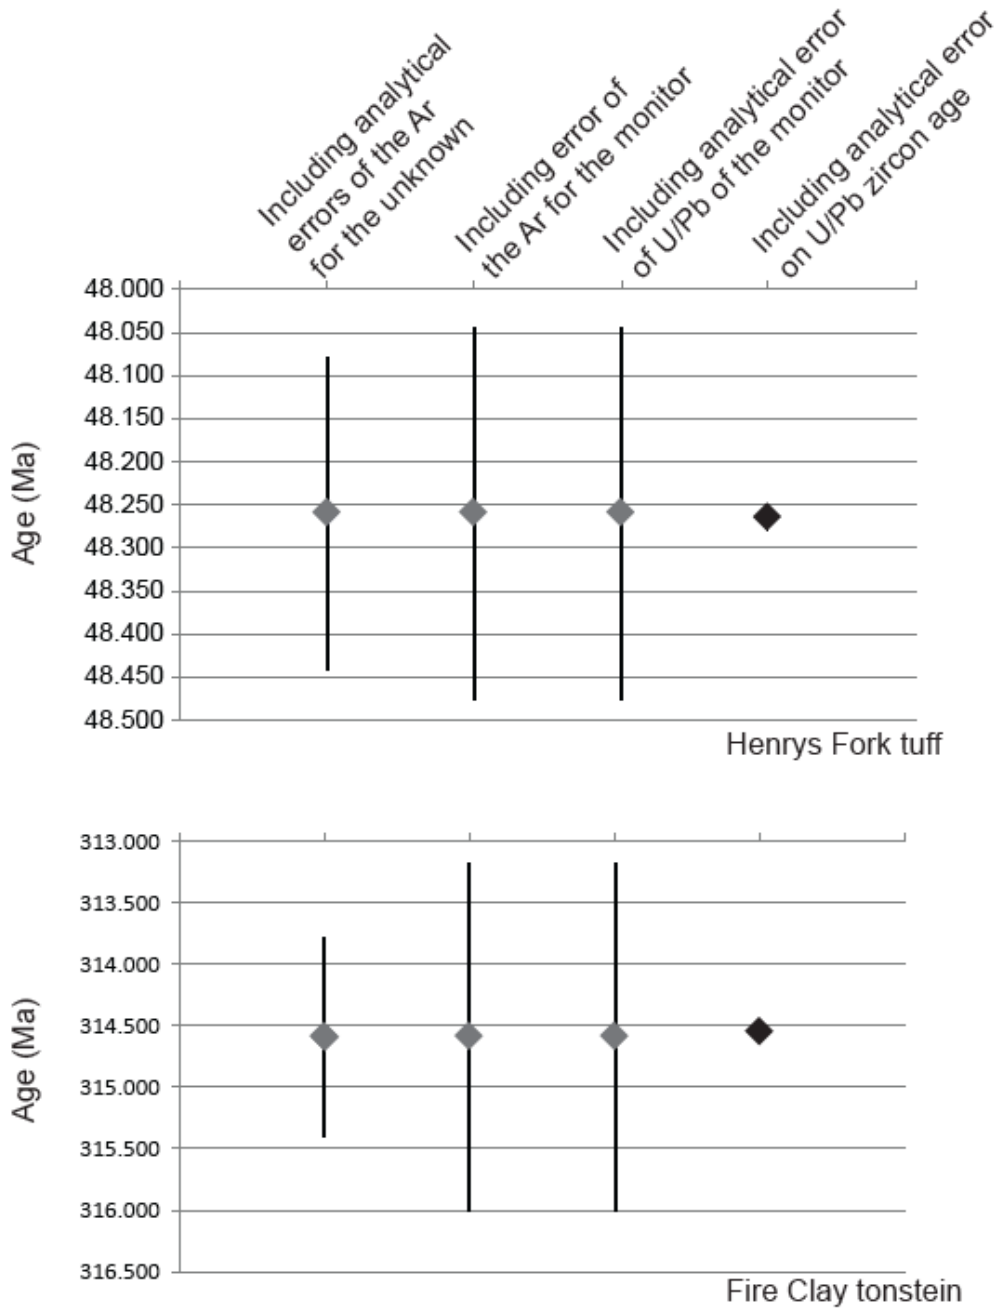 Including analytical
errors of the Ar
for the unknown
Including error of
the Ar for the monitor
Including analytical error
of U/Pb of the monitor
Including analytical error
on U/Pb zircon age
48.000
48.050
48.100
48.150
48.200
48.250
48.300
48.350
48.400
48.450
48.500
Age (Ma)
Henrys Fork tuff
313.000
313.500
314.000
314.500
315.000
315.500
316.000
316.500
Age (Ma)
Fire Clay tonstein